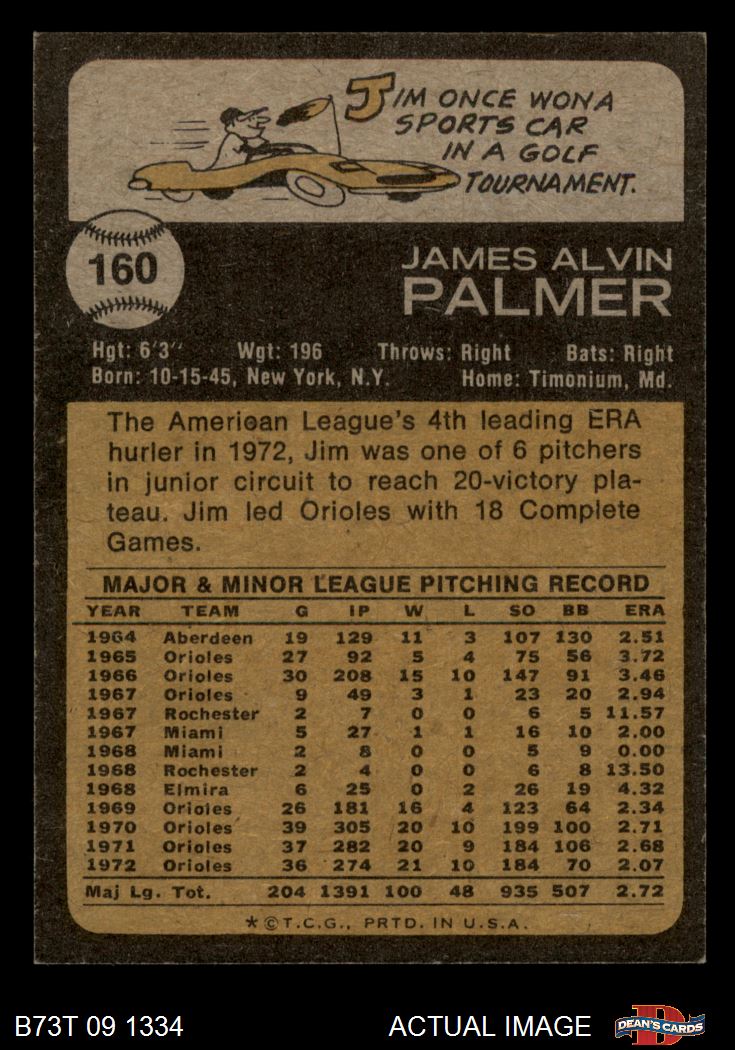 JIM ONCE WON A
SPORTS CAR
IN A GOLF
TOURNAMENT.
160
JAMES ALVIN
PALMER
Hgt: 6'3" Wgt: 196 Throws: Right Bats: Right
Born: 10-15-45, New York, N.Y. Home: Timonium, Md.
The American League's 4th leading ERA
hurler in 1972, Jim was one of 6 pitchers
in junior circuit to reach 20-victory pla-
teau. Jim led Orioles with 18 Complete
Games.
MAJOR & MINOR LEAGUE PITCHING RECORD
YEAR TEAM G IP W L SO BB ERA
1964 Aberdeen 19 129 11 3 107 130 2.51
1965 Orioles 27 92 5 4 75 56 3.72
1966 Orioles 30 208 15 10 147 91 3.46
1967 Orioles 9 49 3 1 23 20 2.94
1967 Rochester 2 7 0 0 6 5 11.57
1967 Miami 5 27 1 1 16 10 2.00
1968 Miami 2 8 0 0 5 9 0.00
1968 Rochester 2 4 0 0 6 8 13.50
1968 Elmira 6 25 0 2 26 19 4.32
1969 Orioles 26 181 16 4 123 64 2.34
1970 Orioles 39 305 20 10 199 100 2.71
1971 Orioles 37 282 20 9 184 106 2.68
1972 Orioles 36 274 21 10 184 70 2.07
Maj Lg. Tot. 204 1391 100 48 935 507 2.72
*©T.C.G., PRTD. IN U.S.A.
B73T 09 1334 ACTUAL IMAGE DEAN'S CARDS